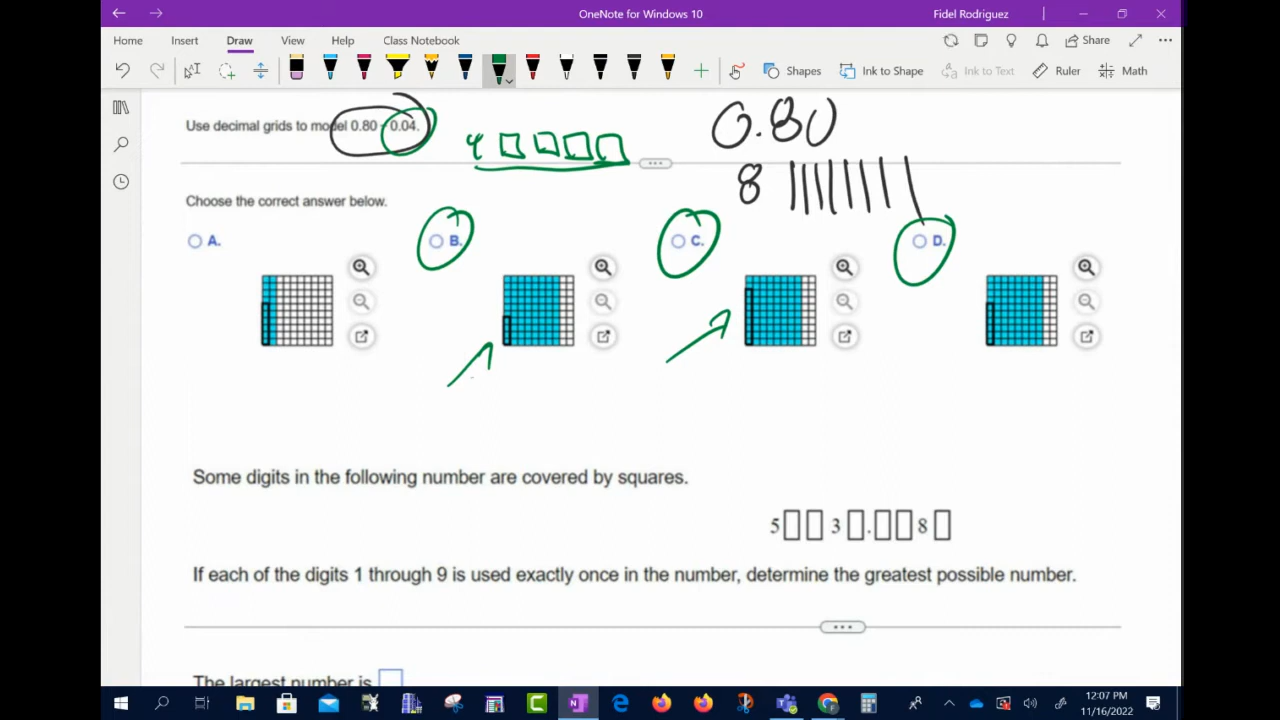 OneNote for Windows 10
Fidel Rodriguez
Home Insert Draw View Help Class Notebook
Share
Shapes Ink to Shape Ink to Text Ruler Math
Use decimal grids to model 0.80 - 0.04.
4
0.80
8
Choose the correct answer below.
A. B. C. D.
Some digits in the following number are covered by squares.
5□□3□.□□8□
If each of the digits 1 through 9 is used exactly once in the number, determine the greatest possible number.
The largest number is
12:07 PM
11/16/2022